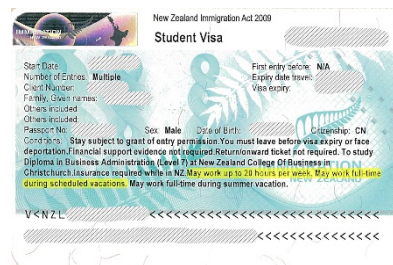 New Zealand Immigration Act 2009
Student Visa
IMMIGRATION
NEW ZEALAND
Start Date:
First entry before: N/A
Number of Entries: Multiple
Expiry date travel:
Client Number:
Visa expiry:
Family, Given names:
Others included
Others included
Passport No: Sex: Male Date of Birth: Citizenship: CN
Conditions: Stay subject to grant of entry permission.You must leave before visa expiry or face
deportation.Financial support evidence not required.Return/onward ticket not required. To study
Diploma in Business Administration (Level 7) at New Zealand College Of Business in
Christchurch.Insurance required while in NZ.May work up to 20 hours per week. May work full-time
during scheduled vacations. May work full-time during summer vacation.
V<NZL <<<<<<<<<<<<<<<<<<<<<<<<<<<
<<<<<<<<<<<<<<